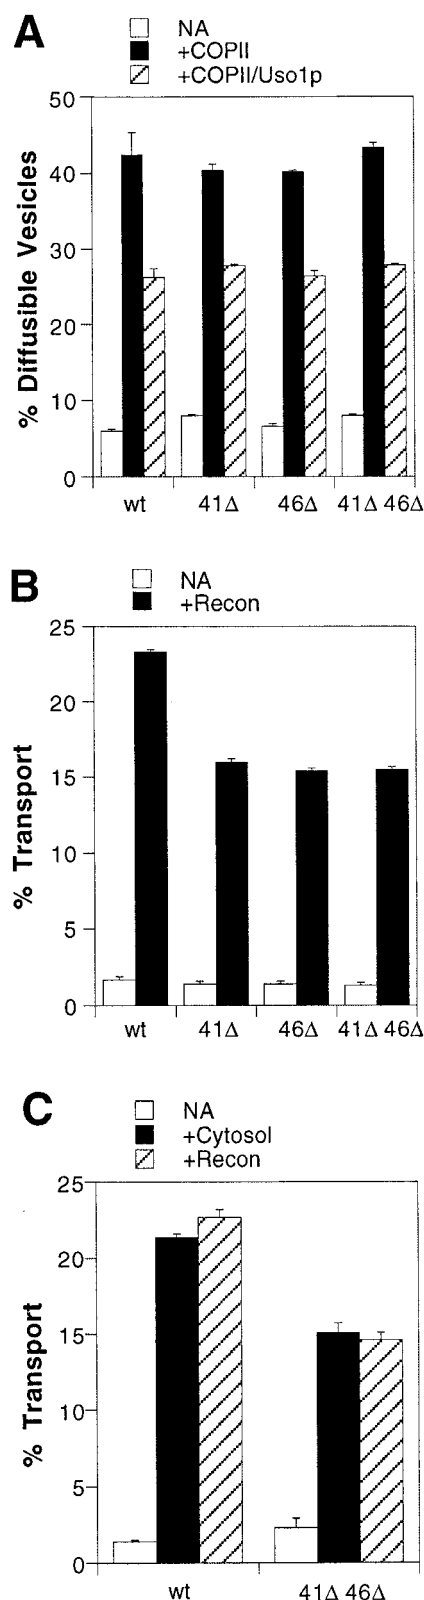 A
NA
+COPII
+COPII/Uso1p
50
40
30
20
10
0
% Diffusible Vesicles
wt 41Δ 46Δ 41Δ 46Δ
B
NA
+Recon
25
20
15
10
5
0
% Transport
wt 41Δ 46Δ 41Δ 46Δ
C
NA
+Cytosol
+Recon
25
20
15
10
5
0
% Transport
wt 41Δ 46Δ